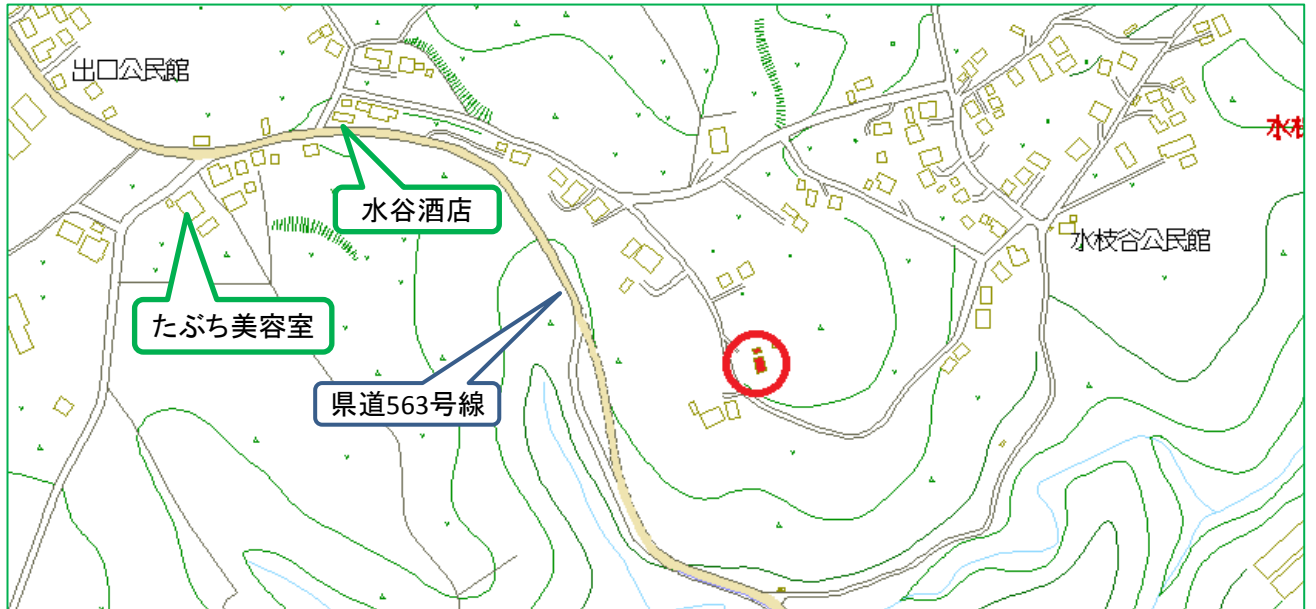 出口公民館
水谷酒店
水枝谷公民館
たぶち美容室
県道563号線